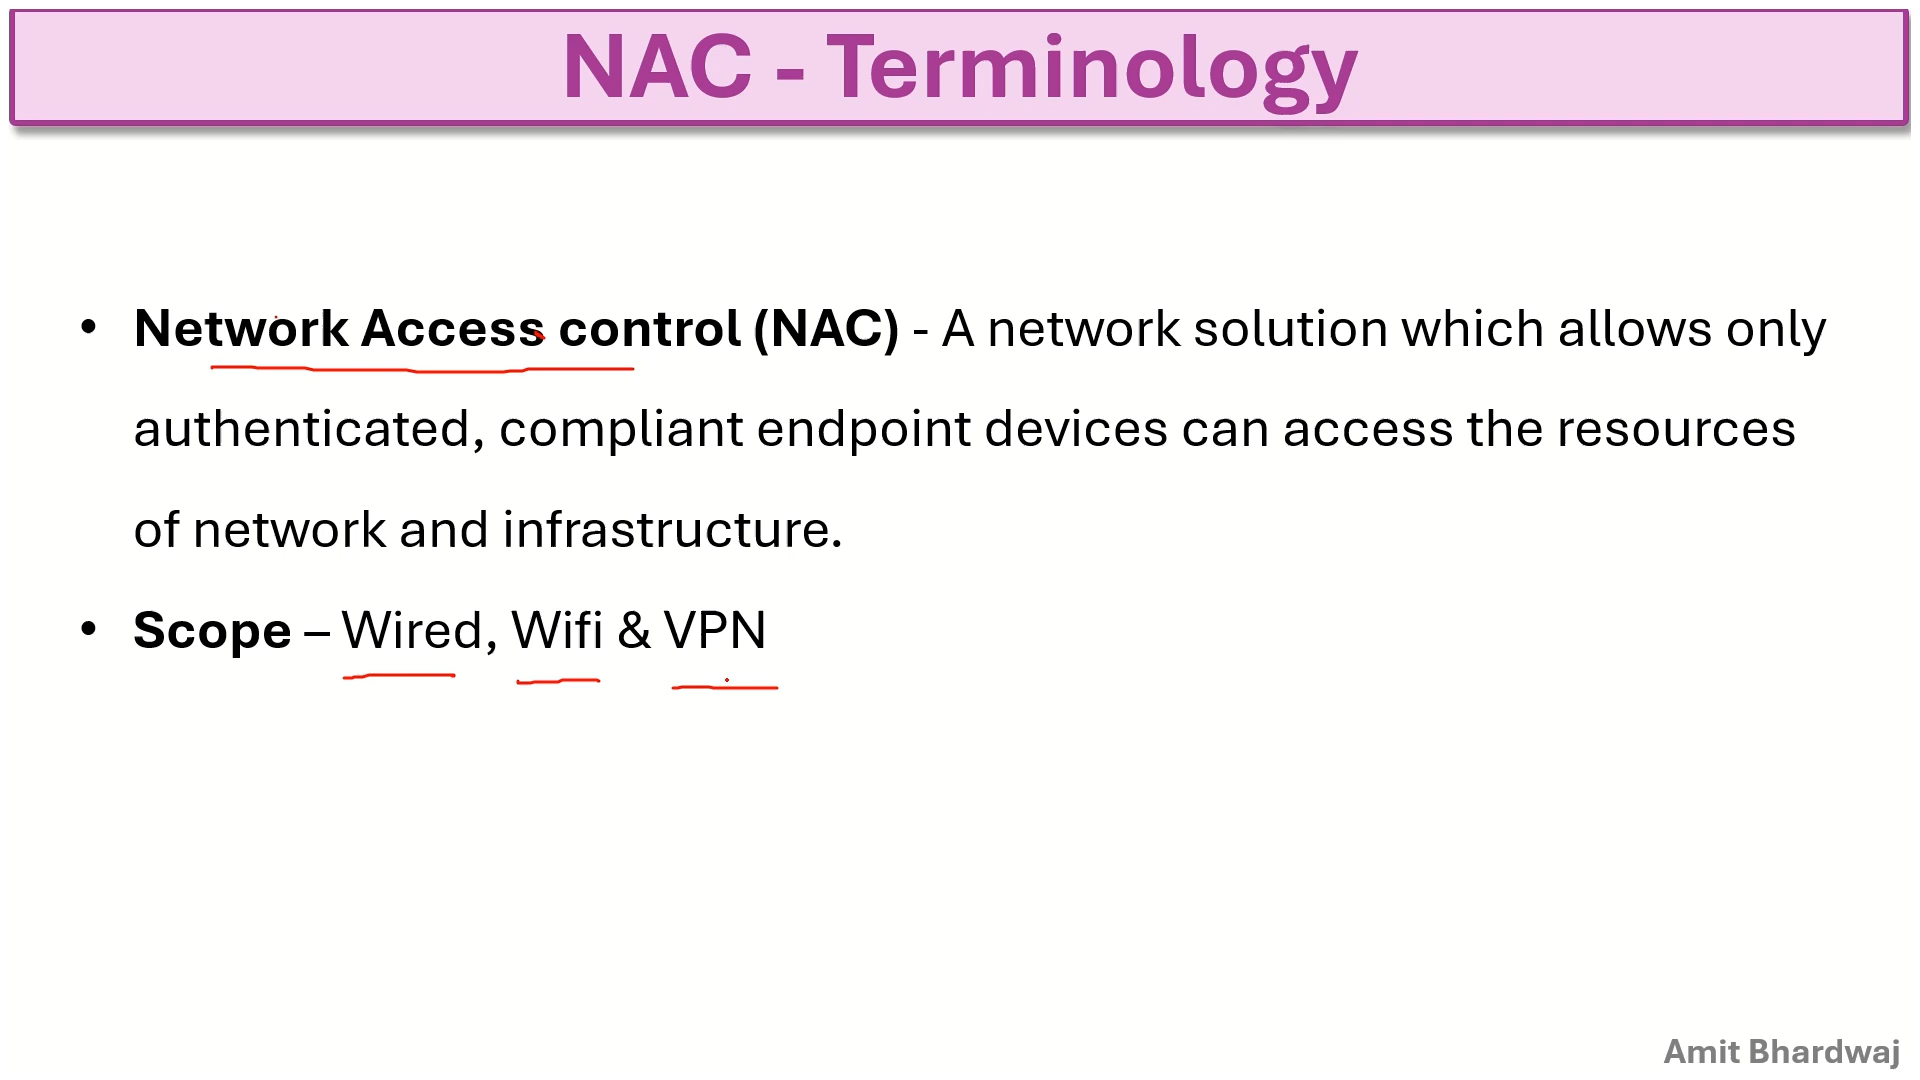 NAC - Terminology
• Network Access control (NAC) - A network solution which allows only
authenticated, compliant endpoint devices can access the resources
of network and infrastructure.
• Scope – Wired, Wifi & VPN
Amit Bhardwaj